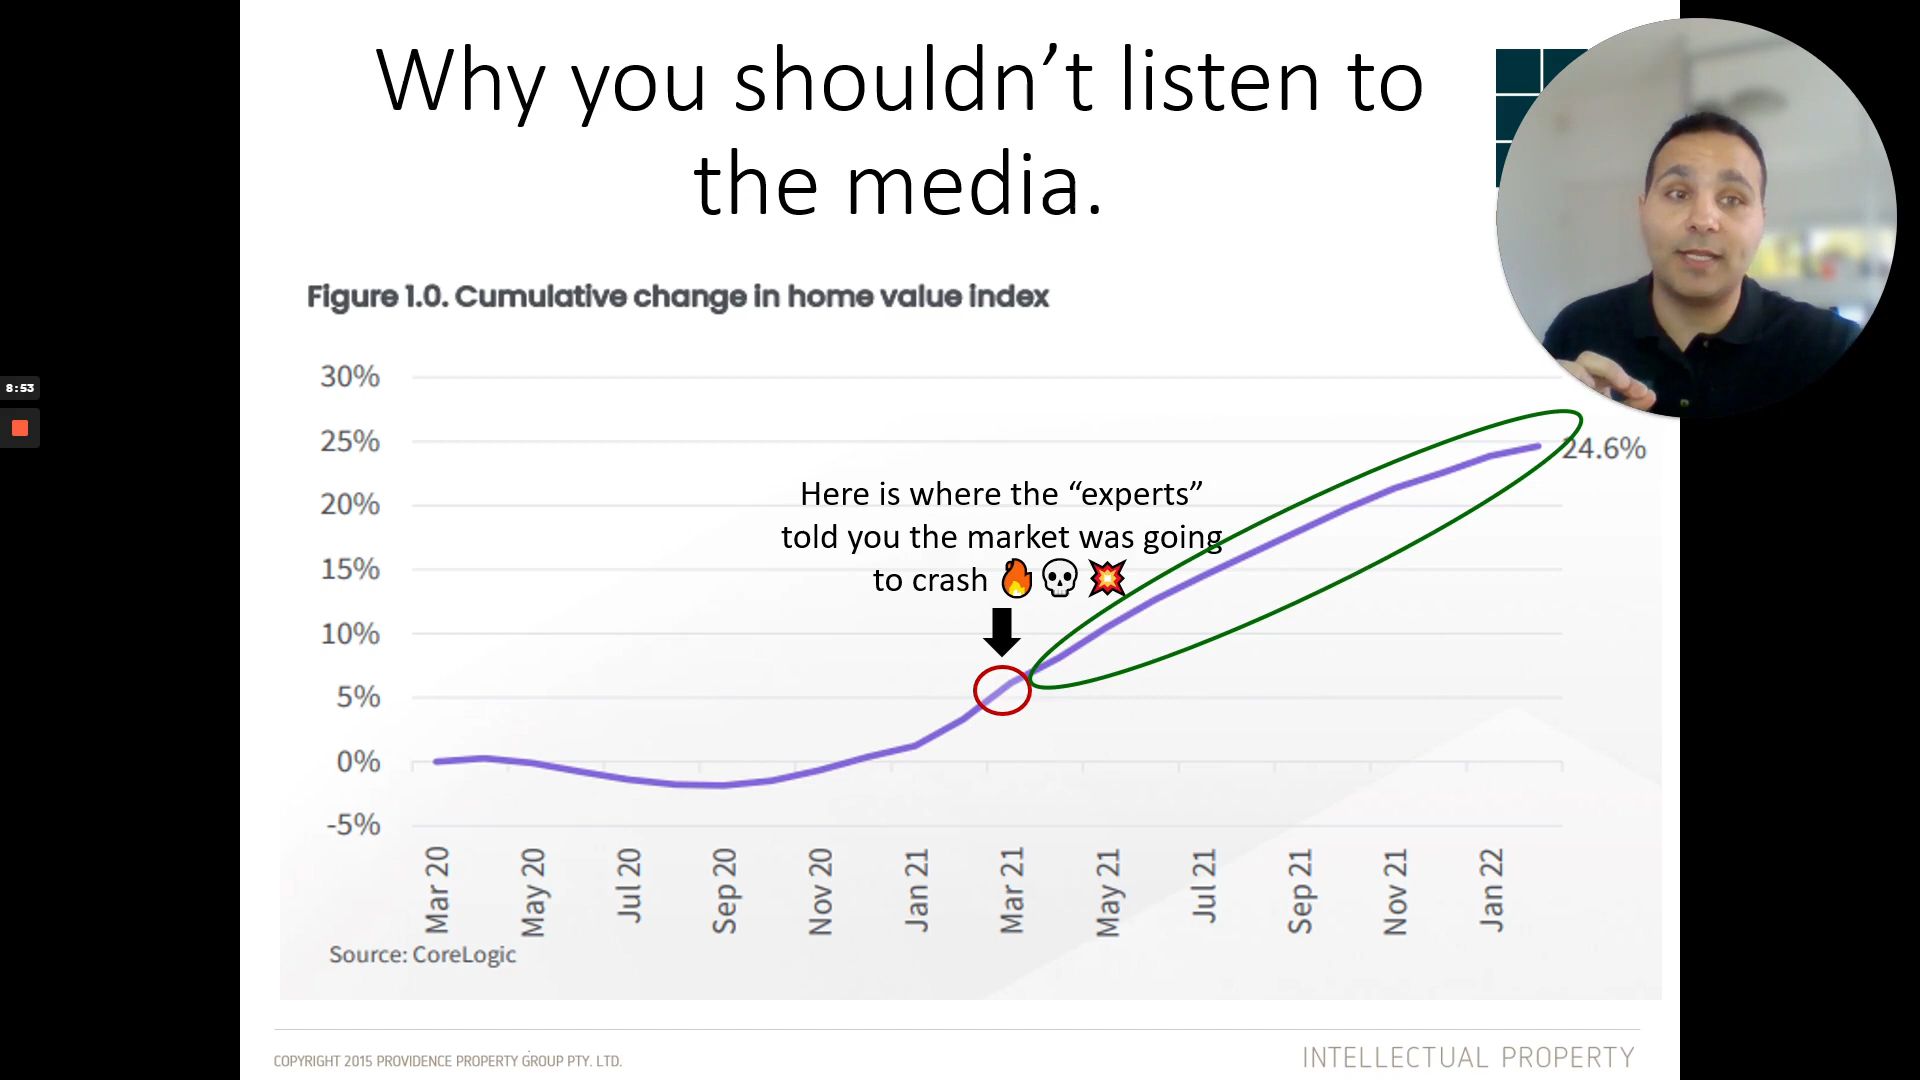 Why you shouldn’t listen to
the media.
Figure 1.0. Cumulative change in home value index
30%
25%
20%
15%
10%
5%
0%
-5%
24.6%
Here is where the “experts”
told you the market was going
to crash 🔥💀💥
Mar 20
May 20
Jul 20
Sep 20
Nov 20
Jan 21
Mar 21
May 21
Jul 21
Sep 21
Nov 21
Jan 22
Source: CoreLogic
8:53
COPYRIGHT 2015 PROVIDENCE PROPERTY GROUP PTY. LTD.
INTELLECTUAL PROPERTY